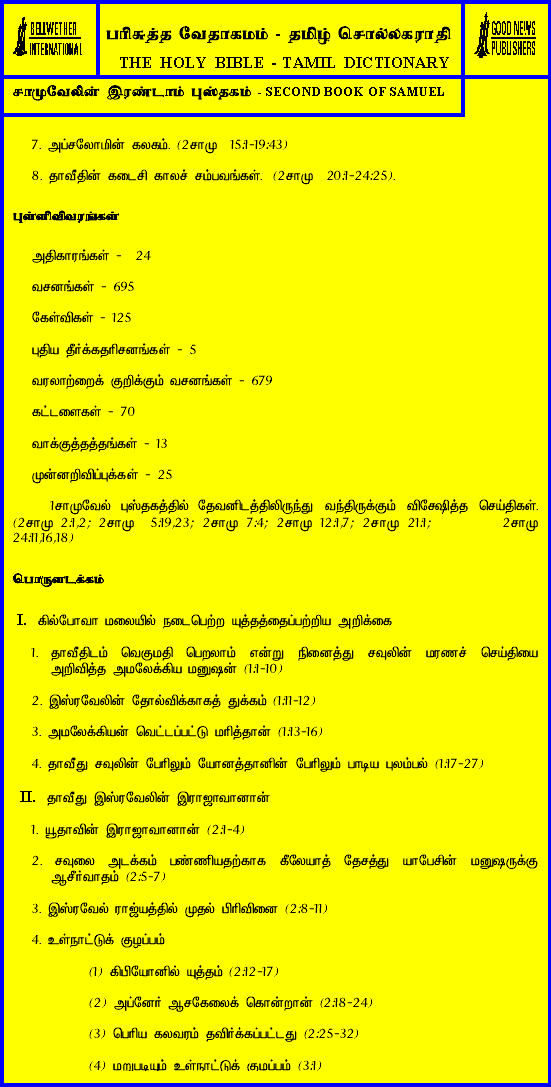 BELLWETHER
INTERNATIONAL
பரிசுத்த வேதாகமம் - தமிழ் சொல்லகராதி
THE HOLY BIBLE - TAMIL DICTIONARY
GOOD NEWS
PUBLISHERS
சாமுவேலின் இரண்டாம் புஸ்தகம் - SECOND BOOK OF SAMUEL
7. அப்சலோமின் கலகம். (2சாமு 15:1-19:43)
8. தாவீதின் கடைசி காலச் சம்பவங்கள். (2சாமு 20:1-24:25).
புள்ளிவிவரங்கள்
அதிகாரங்கள் - 24
வசனங்கள் - 695
கேள்விகள் - 125
புதிய தீர்க்கதரிசனங்கள் - 5
வரலாற்றைக் குறிக்கும் வசனங்கள் - 679
கட்டளைகள் - 70
வாக்குத்தத்தங்கள் - 13
முன்னறிவிப்புக்கள் - 25
1சாமுவேல் புஸ்தகத்தில் தேவனிடத்திலிருந்து வந்திருக்கும் விசேஷித்த செய்திகள்.
(2சாமு 2:1,2; 2சாமு 5:19,23; 2சாமு 7:4; 2சாமு 12:1,7; 2சாமு 21:1; 2சாமு
24:11,16,18)
பொருளடக்கம்
I. கில்போவா மலையில் நடைபெற்ற யுத்தத்தைப்பற்றிய அறிக்கை
1. தாவீதிடம் வெகுமதி பெறலாம் என்று நினைத்து சவுலின் மரணச் செய்தியை
அறிவித்த அமலேக்கிய மனுஷன் (1:1-10)
2. இஸ்ரவேலின் தோல்விக்காகத் துக்கம் (1:11-12)
3. அமலேக்கியன் வெட்டப்பட்டு மரித்தான் (1:13-16)
4. தாவீது சவுலின் பேரிலும் யோனத்தானின் பேரிலும் பாடிய புலம்பல் (1:17-27)
II. தாவீது இஸ்ரவேலின் இராஜாவானான்
1. யூதாவின் இராஜாவானான் (2:1-4)
2. சவுலை அடக்கம் பண்ணியதற்காக கீலேயாத் தேசத்து யாபேசின் மனுஷருக்கு
ஆசீர்வாதம் (2:5-7)
3. இஸ்ரவேல் ராஜ்யத்தில் முதல் பிரிவினை (2:8-11)
4. உள்நாட்டுக் குழப்பம்
(1) கிபியோனில் யுத்தம் (2:12-17)
(2) அப்னேர் ஆசகேலைக் கொன்றான் (2:18-24)
(3) பெரிய கலவரம் தவிர்க்கப்பட்டது (2:25-32)
(4) மறுபடியும் உள்நாட்டுக் குழப்பம் (3:1)